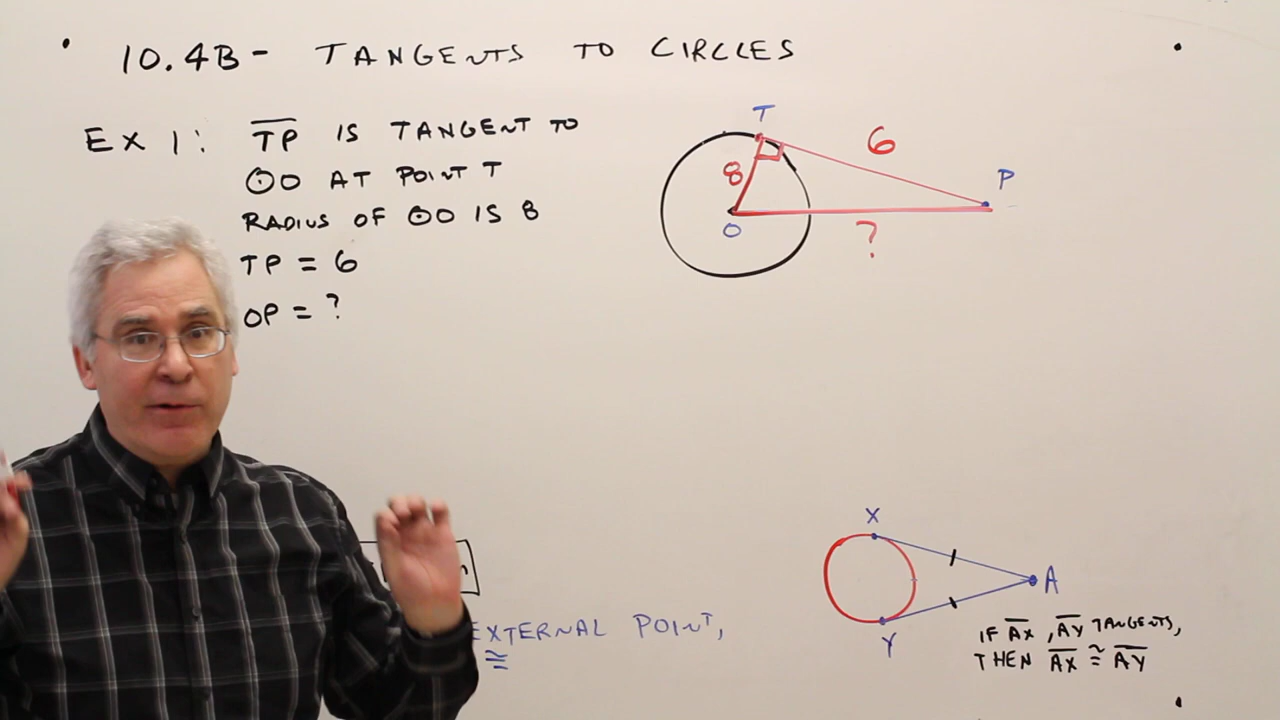 10.4B - TANGENTS TO CIRCLES
EX 1: TP IS TANGENT TO
⊙O AT POINT T
RADIUS OF ⊙O IS 8
TP = 6
OP = ?
T
6
8
P
O
?
EXTERNAL POINT,
≅
X
A
Y
IF AX, AY TANGENTS,
THEN AX ≅ AY